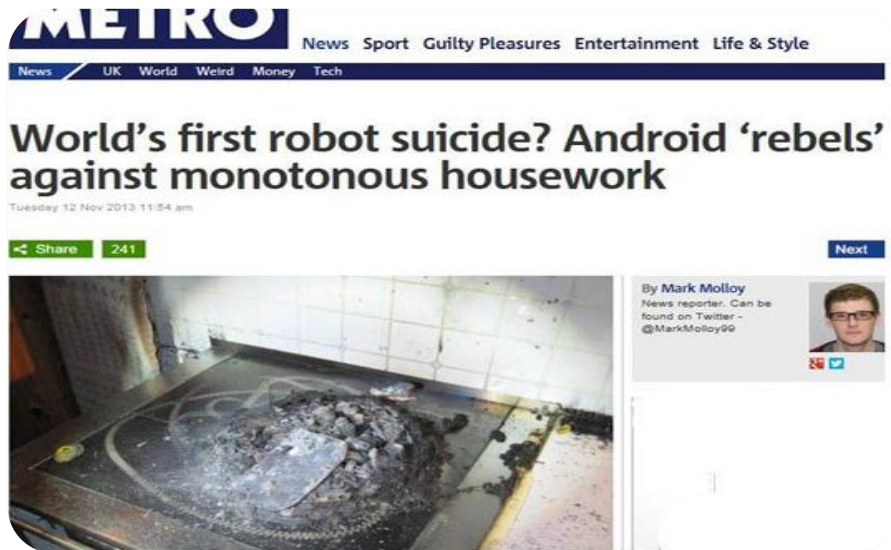 METRO
News Sport Guilty Pleasures Entertainment Life & Style
News UK World Weird Money Tech
World's first robot suicide? Android 'rebels'
against monotonous housework
Tuesday 12 Nov 2013 11:54 am
Share 241
Next
By Mark Molloy
News reporter. Can be
found on Twitter -
@MarkMolloy99